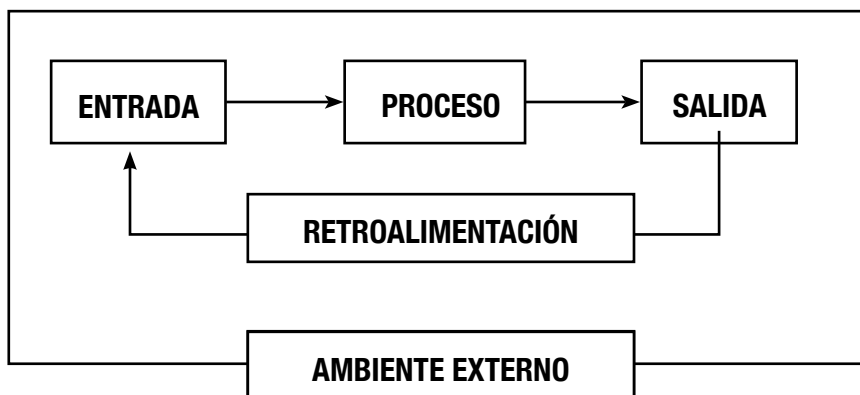 ENTRADA
PROCESO
SALIDA
RETROALIMENTACIÓN
AMBIENTE EXTERNO